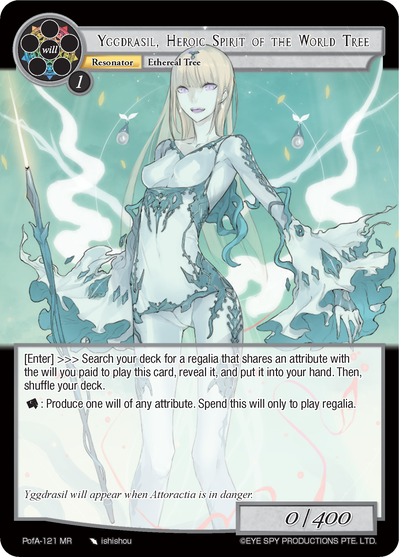 Yggdrasil, Heroic Spirit of the World Tree
will
Resonator Ethereal Tree
1
[Enter] >>> Search your deck for a regalia that shares an attribute with
the will you paid to play this card, reveal it, and put it into your hand. Then,
shuffle your deck.
: Produce one will of any attribute. Spend this will only to play regalia.
Yggdrasil will appear when Attoractia is in danger.
0 / 400
PofA-121 MR ishishou ©EYE SPY PRODUCTIONS PTE. LTD.